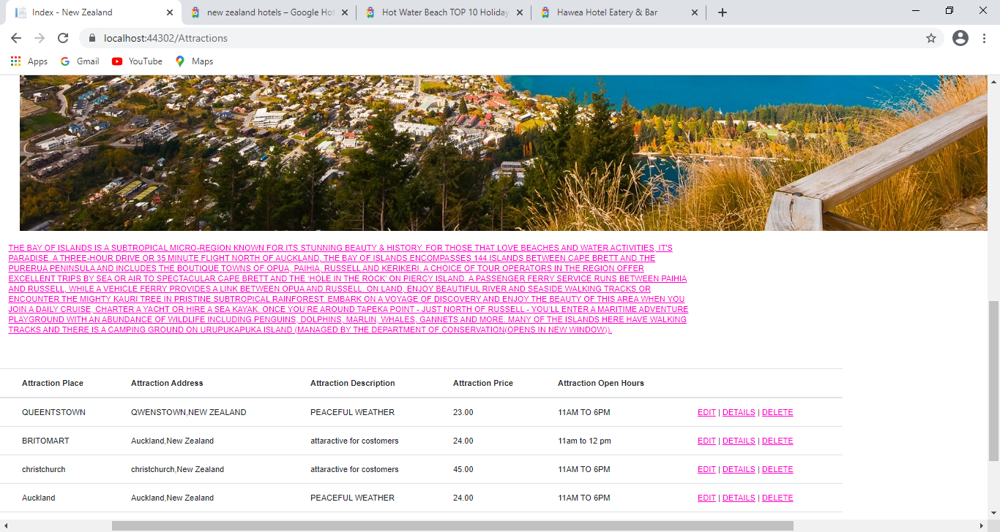 Index - New Zealand
new zealand hotels – Google Hot
Hot Water Beach TOP 10 Holiday
Hawea Hotel Eatery & Bar
localhost:44302/Attractions
Apps Gmail YouTube Maps
THE BAY OF ISLANDS IS A SUBTROPICAL MICRO-REGION KNOWN FOR ITS STUNNING BEAUTY & HISTORY. FOR THOSE THAT LOVE BEACHES AND WATER ACTIVITIES, IT'S
PARADISE. A THREE-HOUR DRIVE OR 35 MINUTE FLIGHT NORTH OF AUCKLAND, THE BAY OF ISLANDS ENCOMPASSES 144 ISLANDS BETWEEN CAPE BRETT AND THE
PURERUA PENINSULA AND INCLUDES THE BOUTIQUE TOWNS OF OPUA, PAIHIA, RUSSELL AND KERIKERI. A CHOICE OF TOUR OPERATORS IN THE REGION OFFER
EXCELLENT TRIPS BY SEA OR AIR TO SPECTACULAR CAPE BRETT AND THE ‘HOLE IN THE ROCK’ ON PIERCY ISLAND. A PASSENGER FERRY SERVICE RUNS BETWEEN PAIHIA
AND RUSSELL, WHILE A VEHICLE FERRY PROVIDES A LINK BETWEEN OPUA AND RUSSELL. ON LAND, ENJOY BEAUTIFUL RIVER AND SEASIDE WALKING TRACKS OR
ENCOUNTER THE MIGHTY KAURI TREE IN PRISTINE SUBTROPICAL RAINFOREST. EMBARK ON A VOYAGE OF DISCOVERY AND ENJOY THE BEAUTY OF THIS AREA WHEN YOU
JOIN A DAILY CRUISE, CHARTER A YACHT OR HIRE A SEA KAYAK. ONCE YOU'RE AROUND TAPEKA POINT - JUST NORTH OF RUSSELL - YOU'LL ENTER A MARITIME ADVENTURE
PLAYGROUND WITH AN ABUNDANCE OF WILDLIFE INCLUDING PENGUINS, DOLPHINS, MARLIN, WHALES, GANNETS AND MORE. MANY OF THE ISLANDS HERE HAVE WALKING
TRACKS AND THERE IS A CAMPING GROUND ON URUPUKAPUKA ISLAND (MANAGED BY THE DEPARTMENT OF CONSERVATION(OPENS IN NEW WINDOW)).
Attraction Place Attraction Address Attraction Description Attraction Price Attraction Open Hours
QUEENTSTOWN QWENSTOWN,NEW ZEALAND PEACEFUL WEATHER 23.00 11AM TO 6PM EDIT | DETAILS | DELETE
BRITOMART Auckland,New Zealand attaractive for costomers 24.00 11am to 12 pm EDIT | DETAILS | DELETE
christchurch christchurch,New Zealand attaractive for costomers 45.00 11AM TO 6PM EDIT | DETAILS | DELETE
Auckland Auckland,New Zealand PEACEFUL WEATHER 24.00 11AM TO 6PM EDIT | DETAILS | DELETE